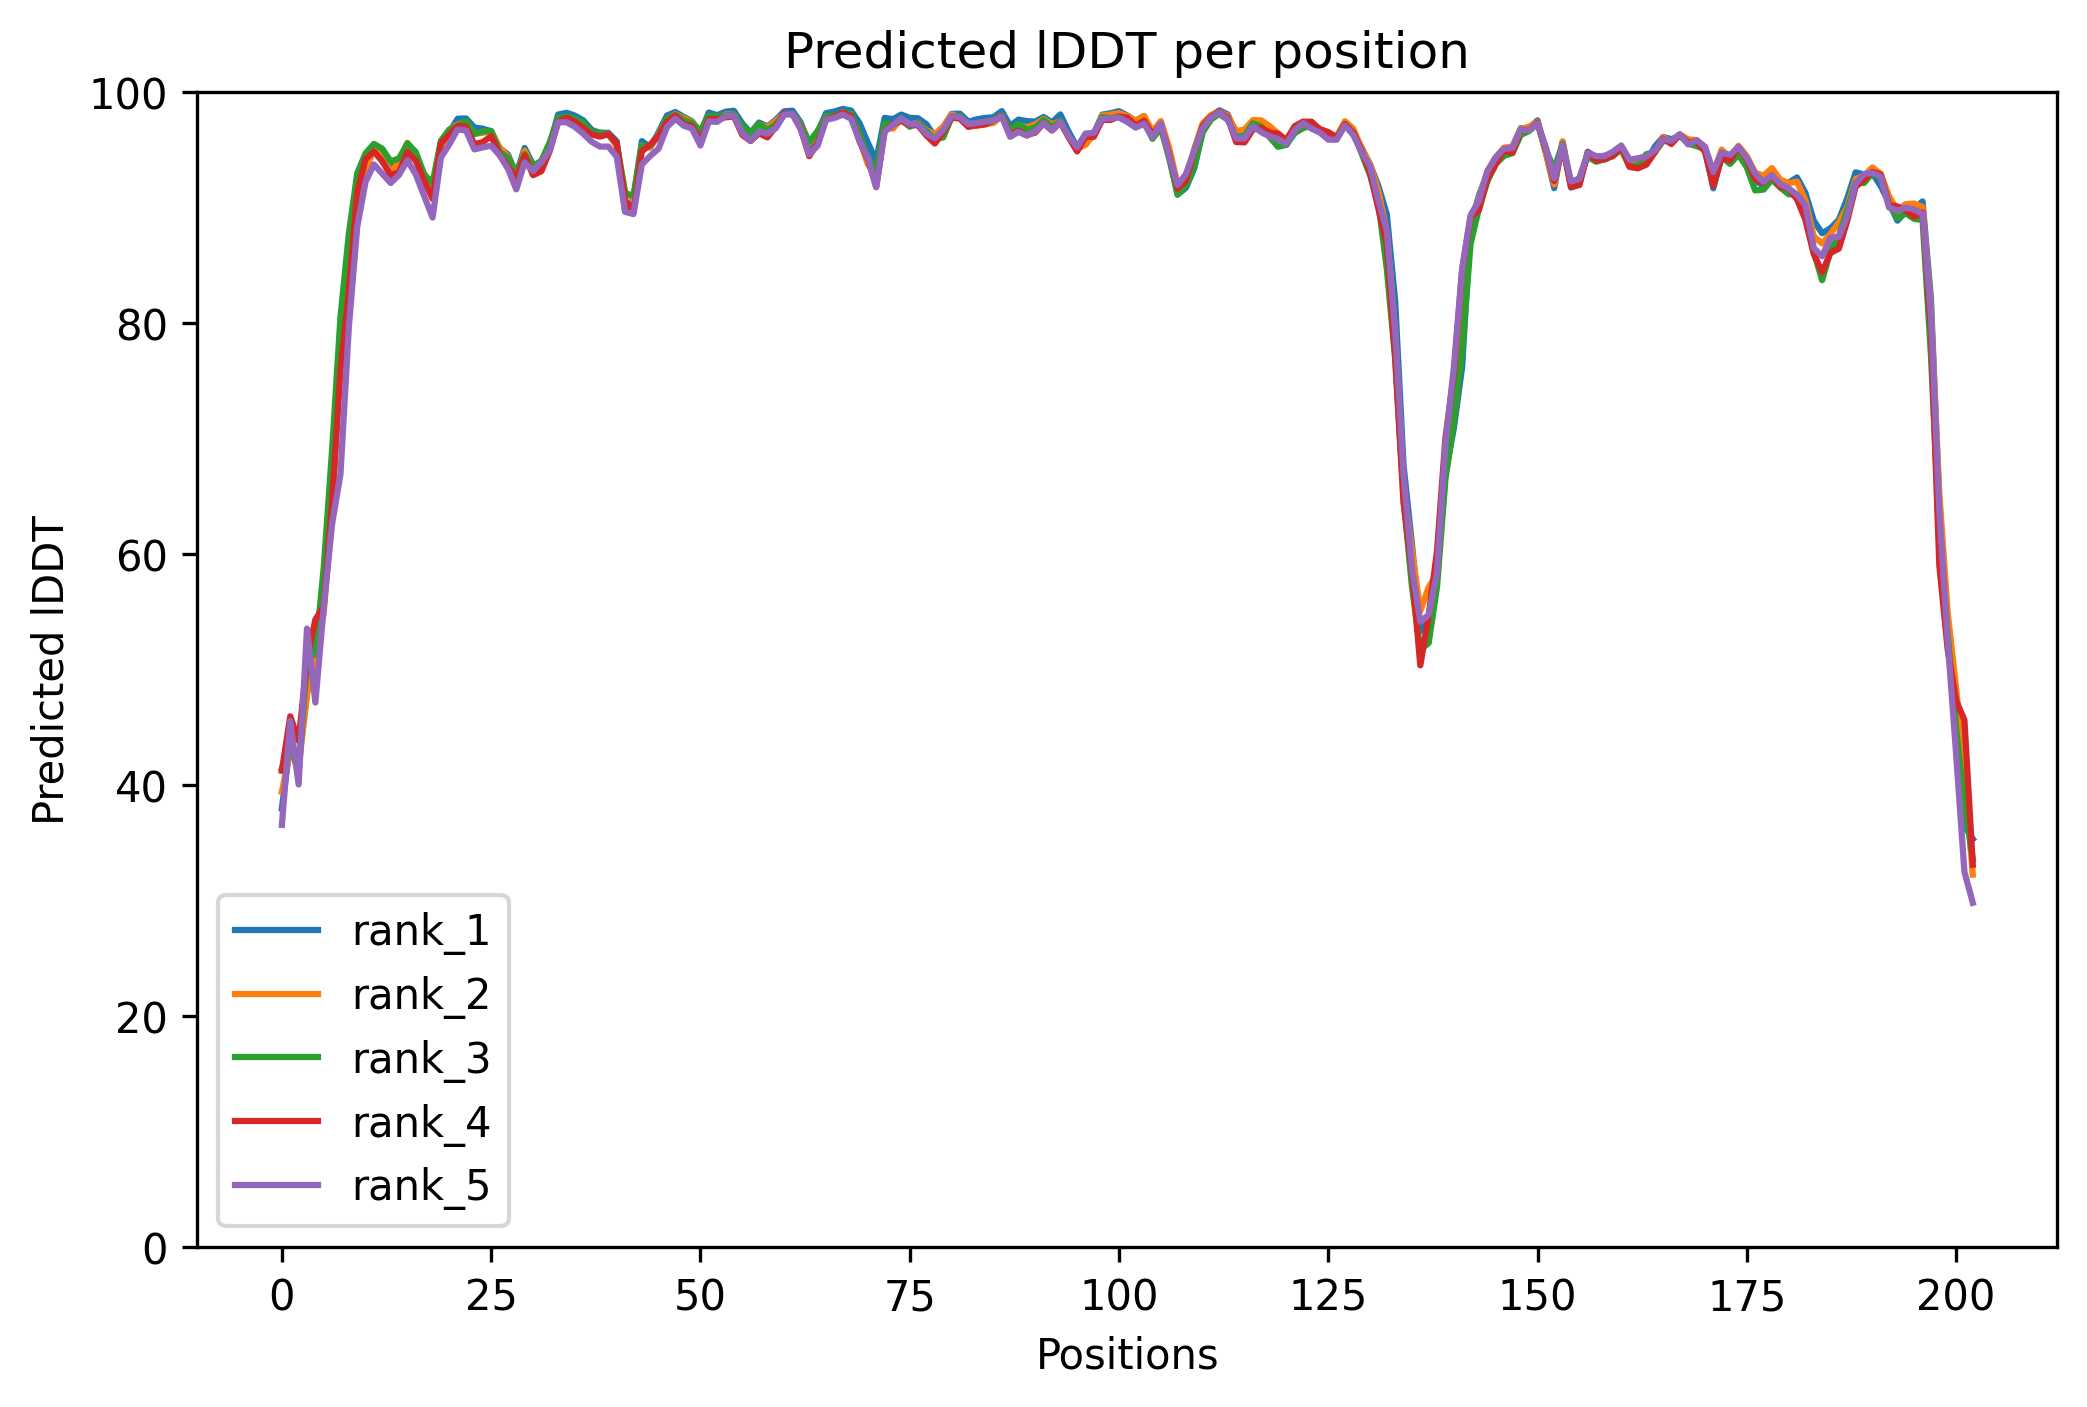 Predicted lDDT per position
100
80
60
40
20
0
Predicted lDDT
rank_1
rank_2
rank_3
rank_4
rank_5
0 25 50 75 100 125 150 175 200
Positions